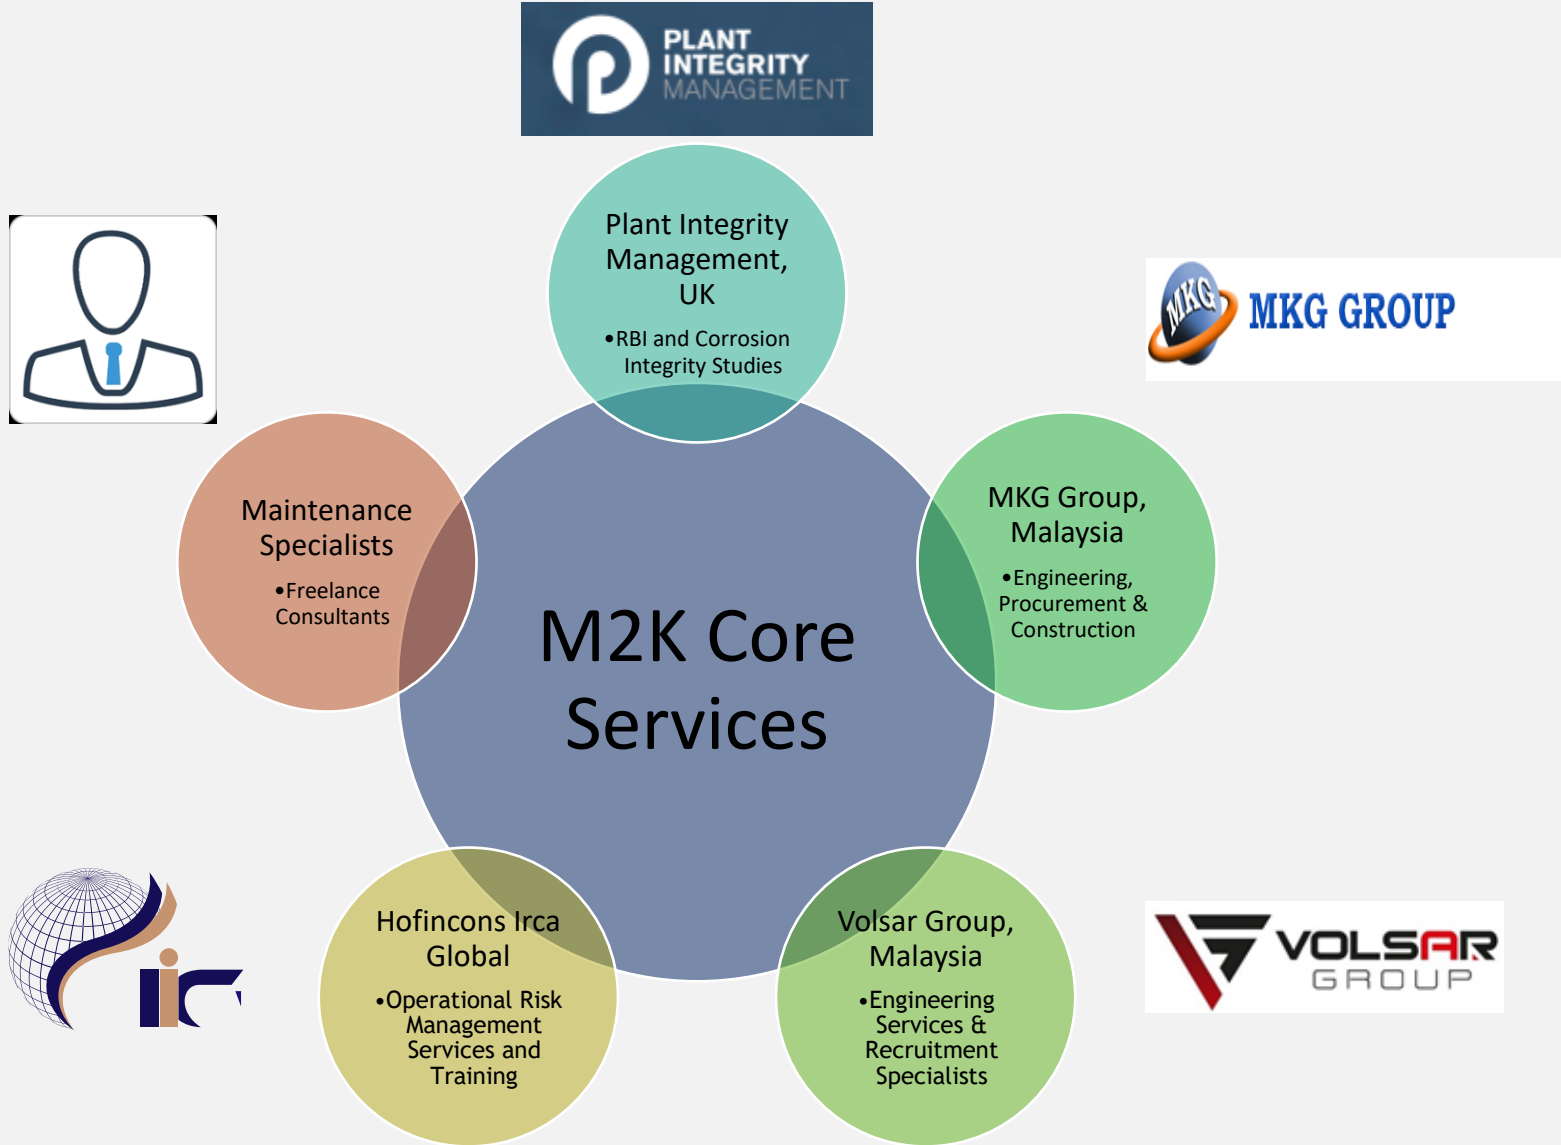 PLANT
INTEGRITY
MANAGEMENT
Plant Integrity
Management,
UK
•RBI and Corrosion
Integrity Studies
MKG
MKG GROUP
Maintenance
Specialists
•Freelance
Consultants
MKG Group,
Malaysia
•Engineering,
Procurement &
Construction
M2K Core
Services
Hofincons Irca
Global
•Operational Risk
Management
Services and
Training
Volsar Group,
Malaysia
•Engineering
Services &
Recruitment
Specialists
VOLSAR
GROUP